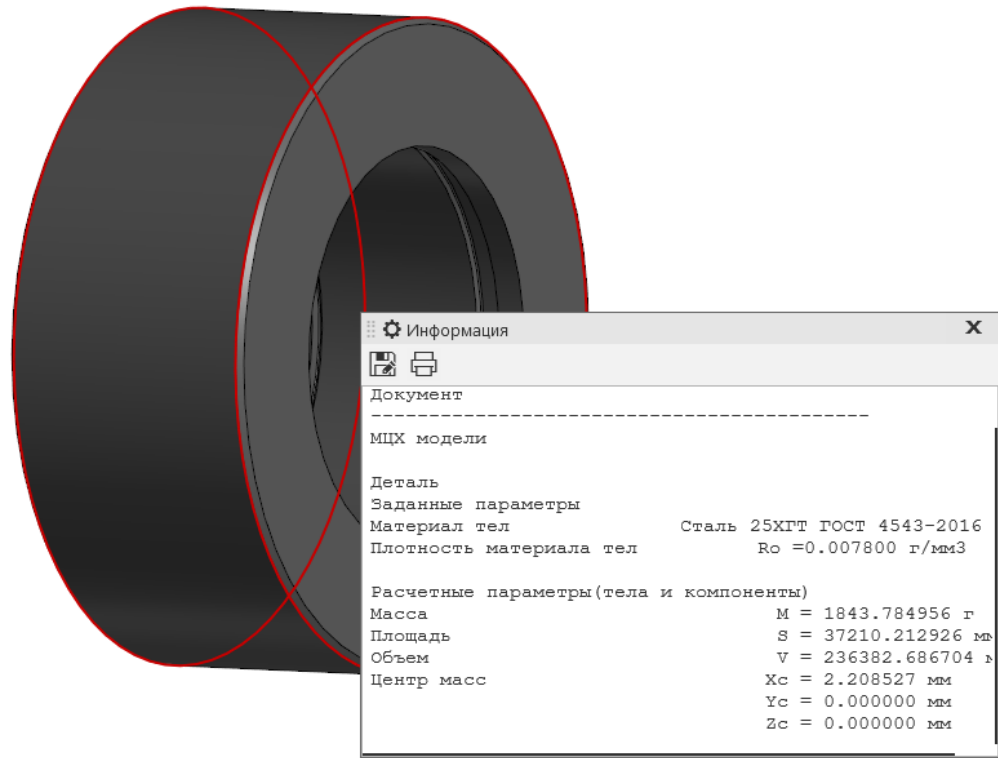 Информация
Документ
-------------------------------------------
МЦХ модели
Деталь
Заданные параметры
Материал тел Сталь 25ХГТ ГОСТ 4543-2016
Плотность материала тел Ro =0.007800 г/мм3
Расчетные параметры(тела и компоненты)
Масса M = 1843.784956 г
Площадь S = 37210.212926
Объем V = 236382.686704
Центр масс Xc = 2.208527 мм
Yc = 0.000000 мм
Zc = 0.000000 мм